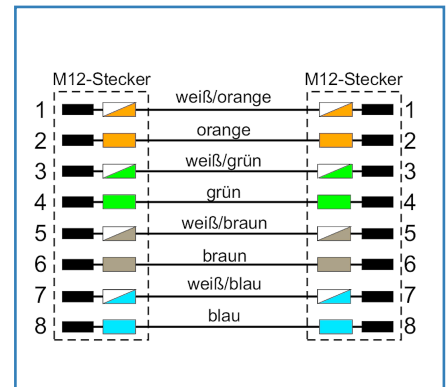 M12-Stecker M12-Stecker
1 weiß/orange 1
2 orange 2
3 weiß/grün 3
4 grün 4
5 weiß/braun 5
6 braun 6
7 weiß/blau 7
8 blau 8